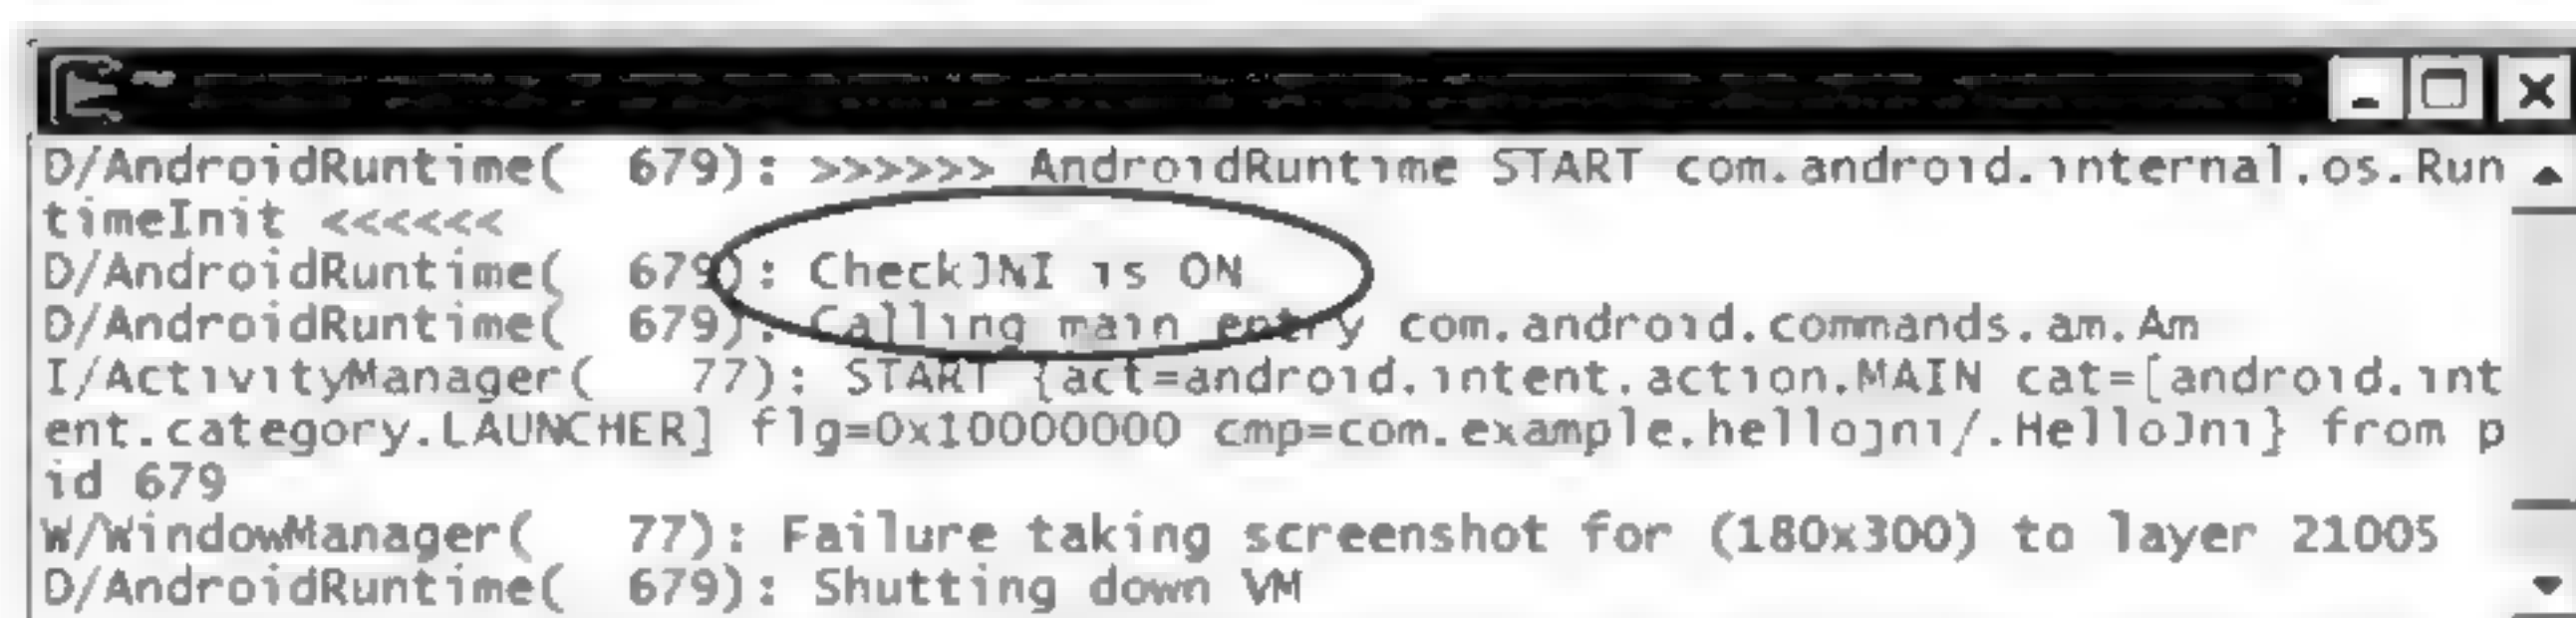 D/AndroidRuntime(  679): >>>>>> AndroidRuntime START com.android.internal.os.Run
timeInit <<<<<<
D/AndroidRuntime(  679): CheckJNI is ON
D/AndroidRuntime(  679): Calling main entry com.android.commands.am.Am
I/ActivityManager(   77): START {act=android.intent.action.MAIN cat=[android.int
ent.category.LAUNCHER] flg=0x10000000 cmp=com.example.hellojni/.HelloJni} from p
id 679
W/WindowManager(   77): Failure taking screenshot for (180x300) to layer 21005
D/AndroidRuntime(  679): Shutting down VM